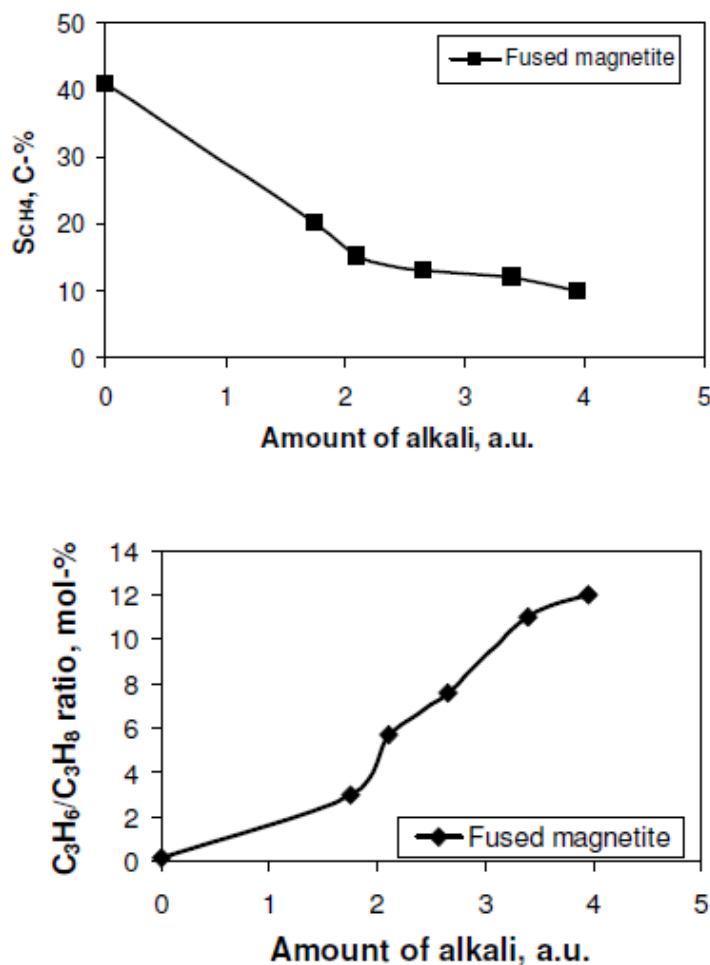 50
Fused magnetite
40
30
20
10
0
S_CH4, C-%
0 1 2 3 4 5
Amount of alkali, a.u.
14
12
10
8
6
4
2
0
C₃H₆/C₃H₈ ratio, mol-%
Fused magnetite
0 1 2 3 4 5
Amount of alkali, a.u.